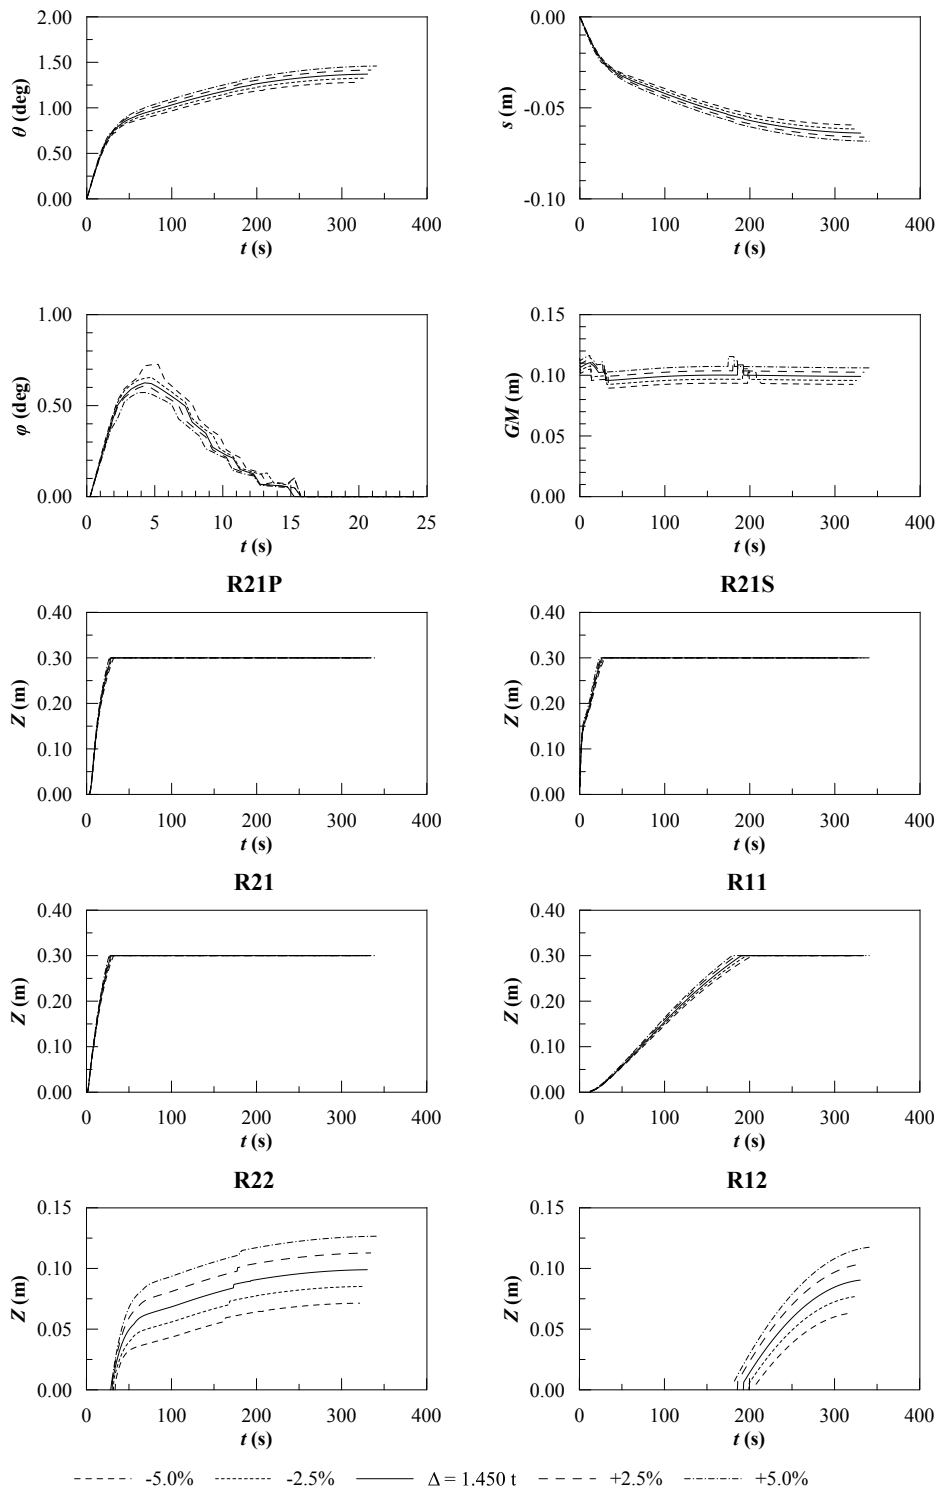 2.00
1.50
1.00
0.50
0.00
θ (deg)
0 100 200 300 400
t (s)
0.00
-0.05
-0.10
s (m)
0 100 200 300 400
t (s)
1.00
0.50
0.00
φ (deg)
0 5 10 15 20 25
t (s)
0.15
0.10
0.05
0.00
GM (m)
0 100 200 300 400
t (s)
R21P
0.40
0.30
0.20
0.10
0.00
Z (m)
0 100 200 300 400
t (s)
R21S
0.40
0.30
0.20
0.10
0.00
Z (m)
0 100 200 300 400
t (s)
R21
0.40
0.30
0.20
0.10
0.00
Z (m)
0 100 200 300 400
t (s)
R11
0.40
0.30
0.20
0.10
0.00
Z (m)
0 100 200 300 400
t (s)
R22
0.15
0.10
0.05
0.00
Z (m)
0 100 200 300 400
t (s)
R12
0.15
0.10
0.05
0.00
Z (m)
0 100 200 300 400
t (s)
-5.0% -2.5% Δ = 1.450 t +2.5% +5.0%